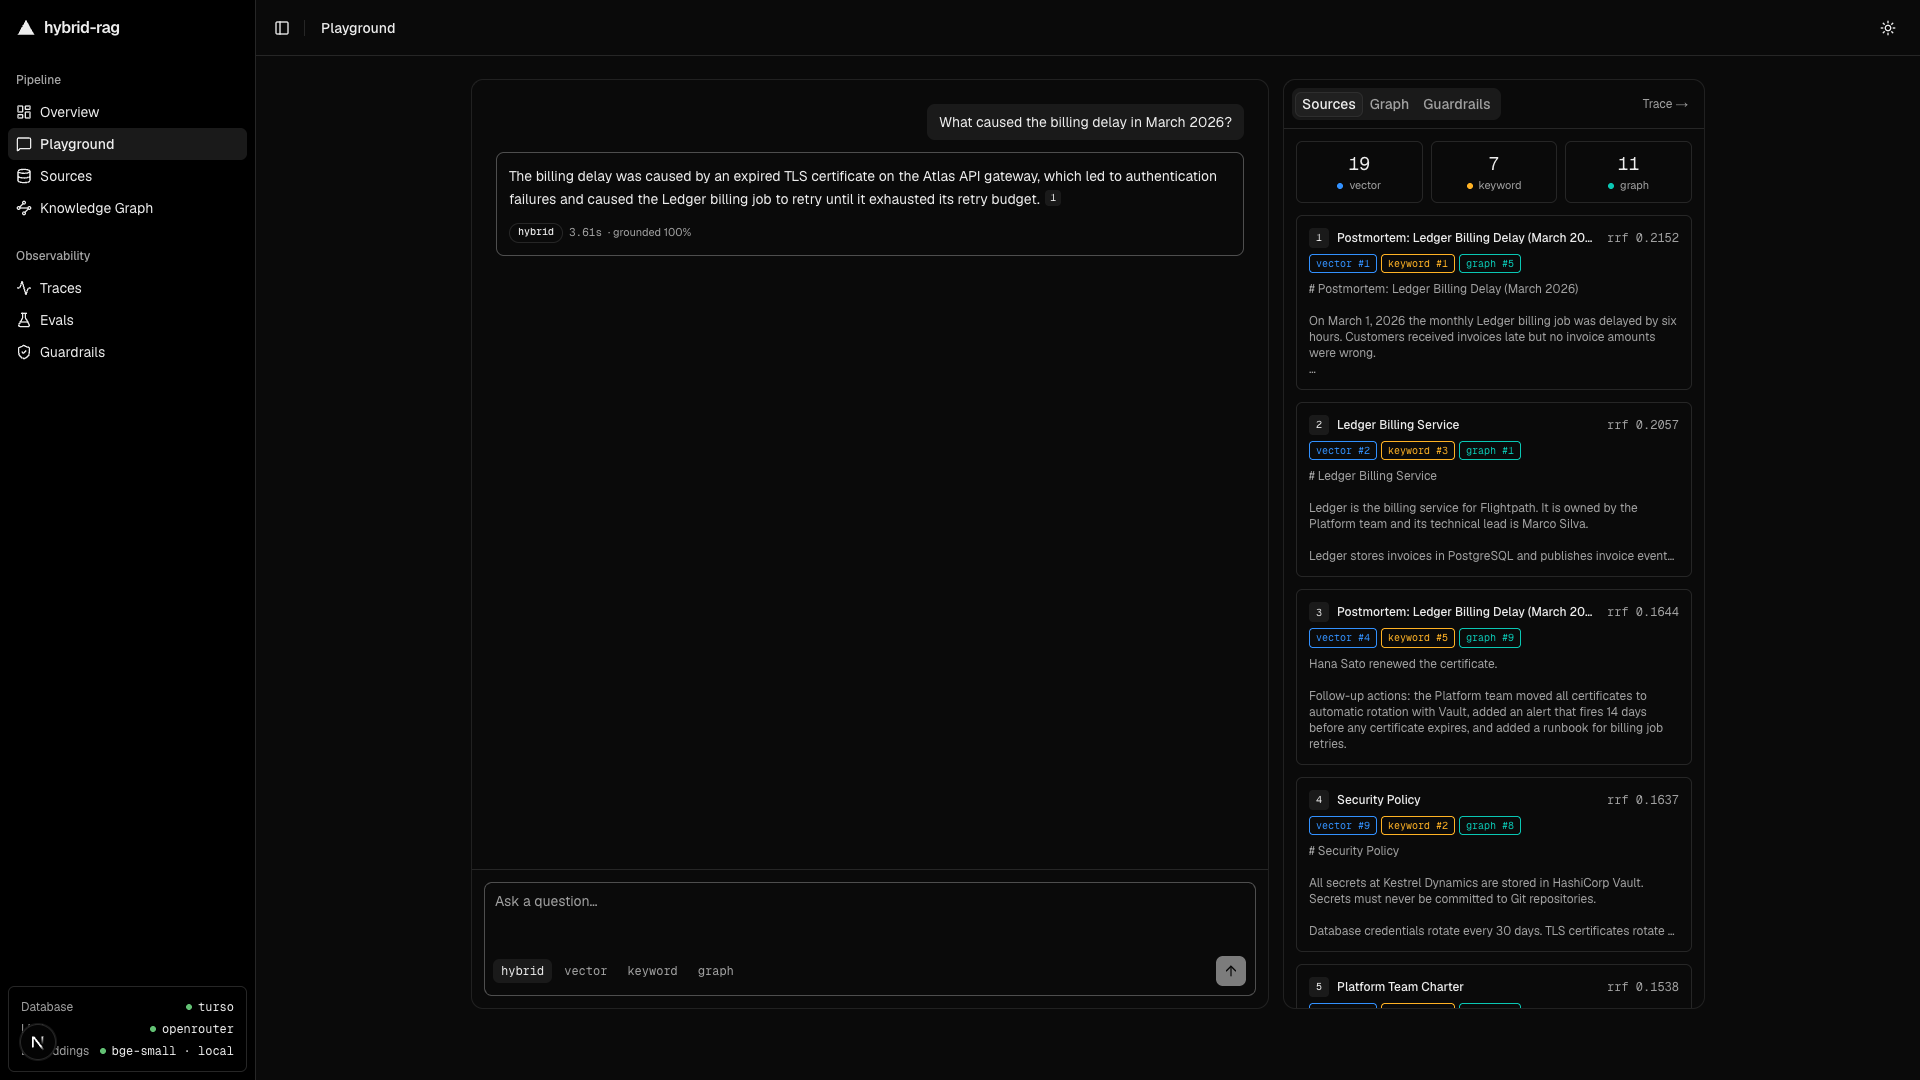 hybrid-rag
Pipeline
Overview
Playground
Sources
Knowledge Graph
Observability
Traces
Evals
Guardrails
Database
turso
openrouter
ddings
bge-small · local
N
Playground
What caused the billing delay in March 2026?
The billing delay was caused by an expired TLS certificate on the Atlas API gateway, which led to authentication
failures and caused the Ledger billing job to retry until it exhausted its retry budget. 1
hybrid 3.61s · grounded 100%
Ask a question…
hybrid vector keyword graph
Sources Graph Guardrails Trace →
19 7 11
vector keyword graph
1 Postmortem: Ledger Billing Delay (March 20… rrf 0.2152
vector #1 keyword #1 graph #5
# Postmortem: Ledger Billing Delay (March 2026)
On March 1, 2026 the monthly Ledger billing job was delayed by six
hours. Customers received invoices late but no invoice amounts
were wrong.
…
2 Ledger Billing Service rrf 0.2057
vector #2 keyword #3 graph #1
# Ledger Billing Service
Ledger is the billing service for Flightpath. It is owned by the
Platform team and its technical lead is Marco Silva.
Ledger stores invoices in PostgreSQL and publishes invoice event…
3 Postmortem: Ledger Billing Delay (March 20… rrf 0.1644
vector #4 keyword #5 graph #9
Hana Sato renewed the certificate.
Follow-up actions: the Platform team moved all certificates to
automatic rotation with Vault, added an alert that fires 14 days
before any certificate expires, and added a runbook for billing job
retries.
4 Security Policy rrf 0.1637
vector #9 keyword #2 graph #8
# Security Policy
All secrets at Kestrel Dynamics are stored in HashiCorp Vault.
Secrets must never be committed to Git repositories.
Database credentials rotate every 30 days. TLS certificates rotate …
5 Platform Team Charter rrf 0.1538